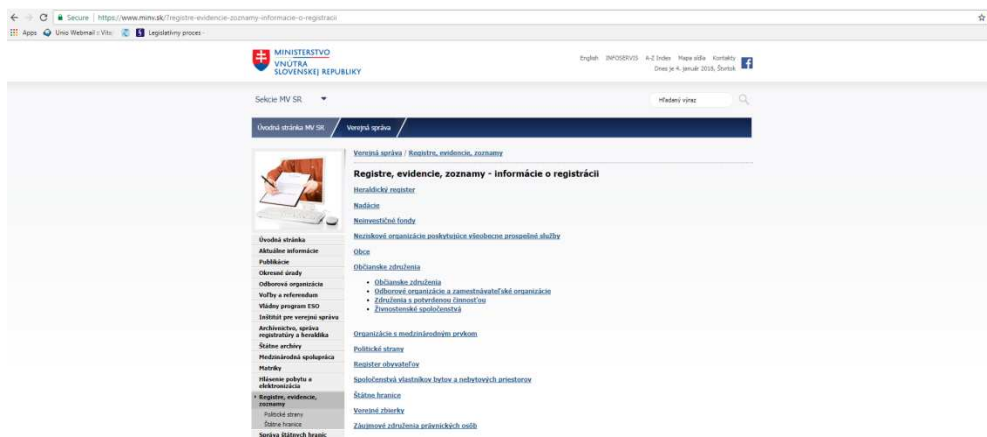 Secure | https://www.minv.sk/?registre-evidencie-zoznamy-informacie-o-registracii
Apps Unio Webmail :: Víta Legislatívny proces
MINISTERSTVO
VNÚTRA
SLOVENSKEJ REPUBLIKY
English INFOSERVIS A-Z Index Mapa sídla Kontakty
Dnes je 4. január 2018, Štvrtok
Sekcie MV SR
Hľadaný výraz
Úvodná stránka MV SR Verejná správa
Verejná správa / Registre, evidencie, zoznamy
Registre, evidencie, zoznamy - informácie o registrácii
Heraldický register
Nadácie
Neinvestičné fondy
Neziskové organizácie poskytujúce všeobecne prospešné služby
Obce
Občianske združenia
Občianske združenia
Odborové organizácie a zamestnávateľské organizácie
Združenia s potvrdenou činnosťou
Živnostenské spoločenstvá
Organizácie s medzinárodným prvkom
Politické strany
Register obyvateľov
Spoločenstvá vlastníkov bytov a nebytových priestorov
Štátne hranice
Verejné zbierky
Záujmové združenia právnických osôb
Úvodná stránka
Aktuálne informácie
Publikácie
Okresné úrady
Odborová organizácia
Voľby a referendum
Vládny program ESO
Inštitút pre verejnú správu
Archívnictvo, správa
registratúry a heraldika
Štátne archívy
Medzinárodná spolupráca
Matriky
Hlásenie pobytu a
elektronizácia
Registre, evidencie,
zoznamy
Politické strany
Štátne hranice
Správa štátnych hraníc